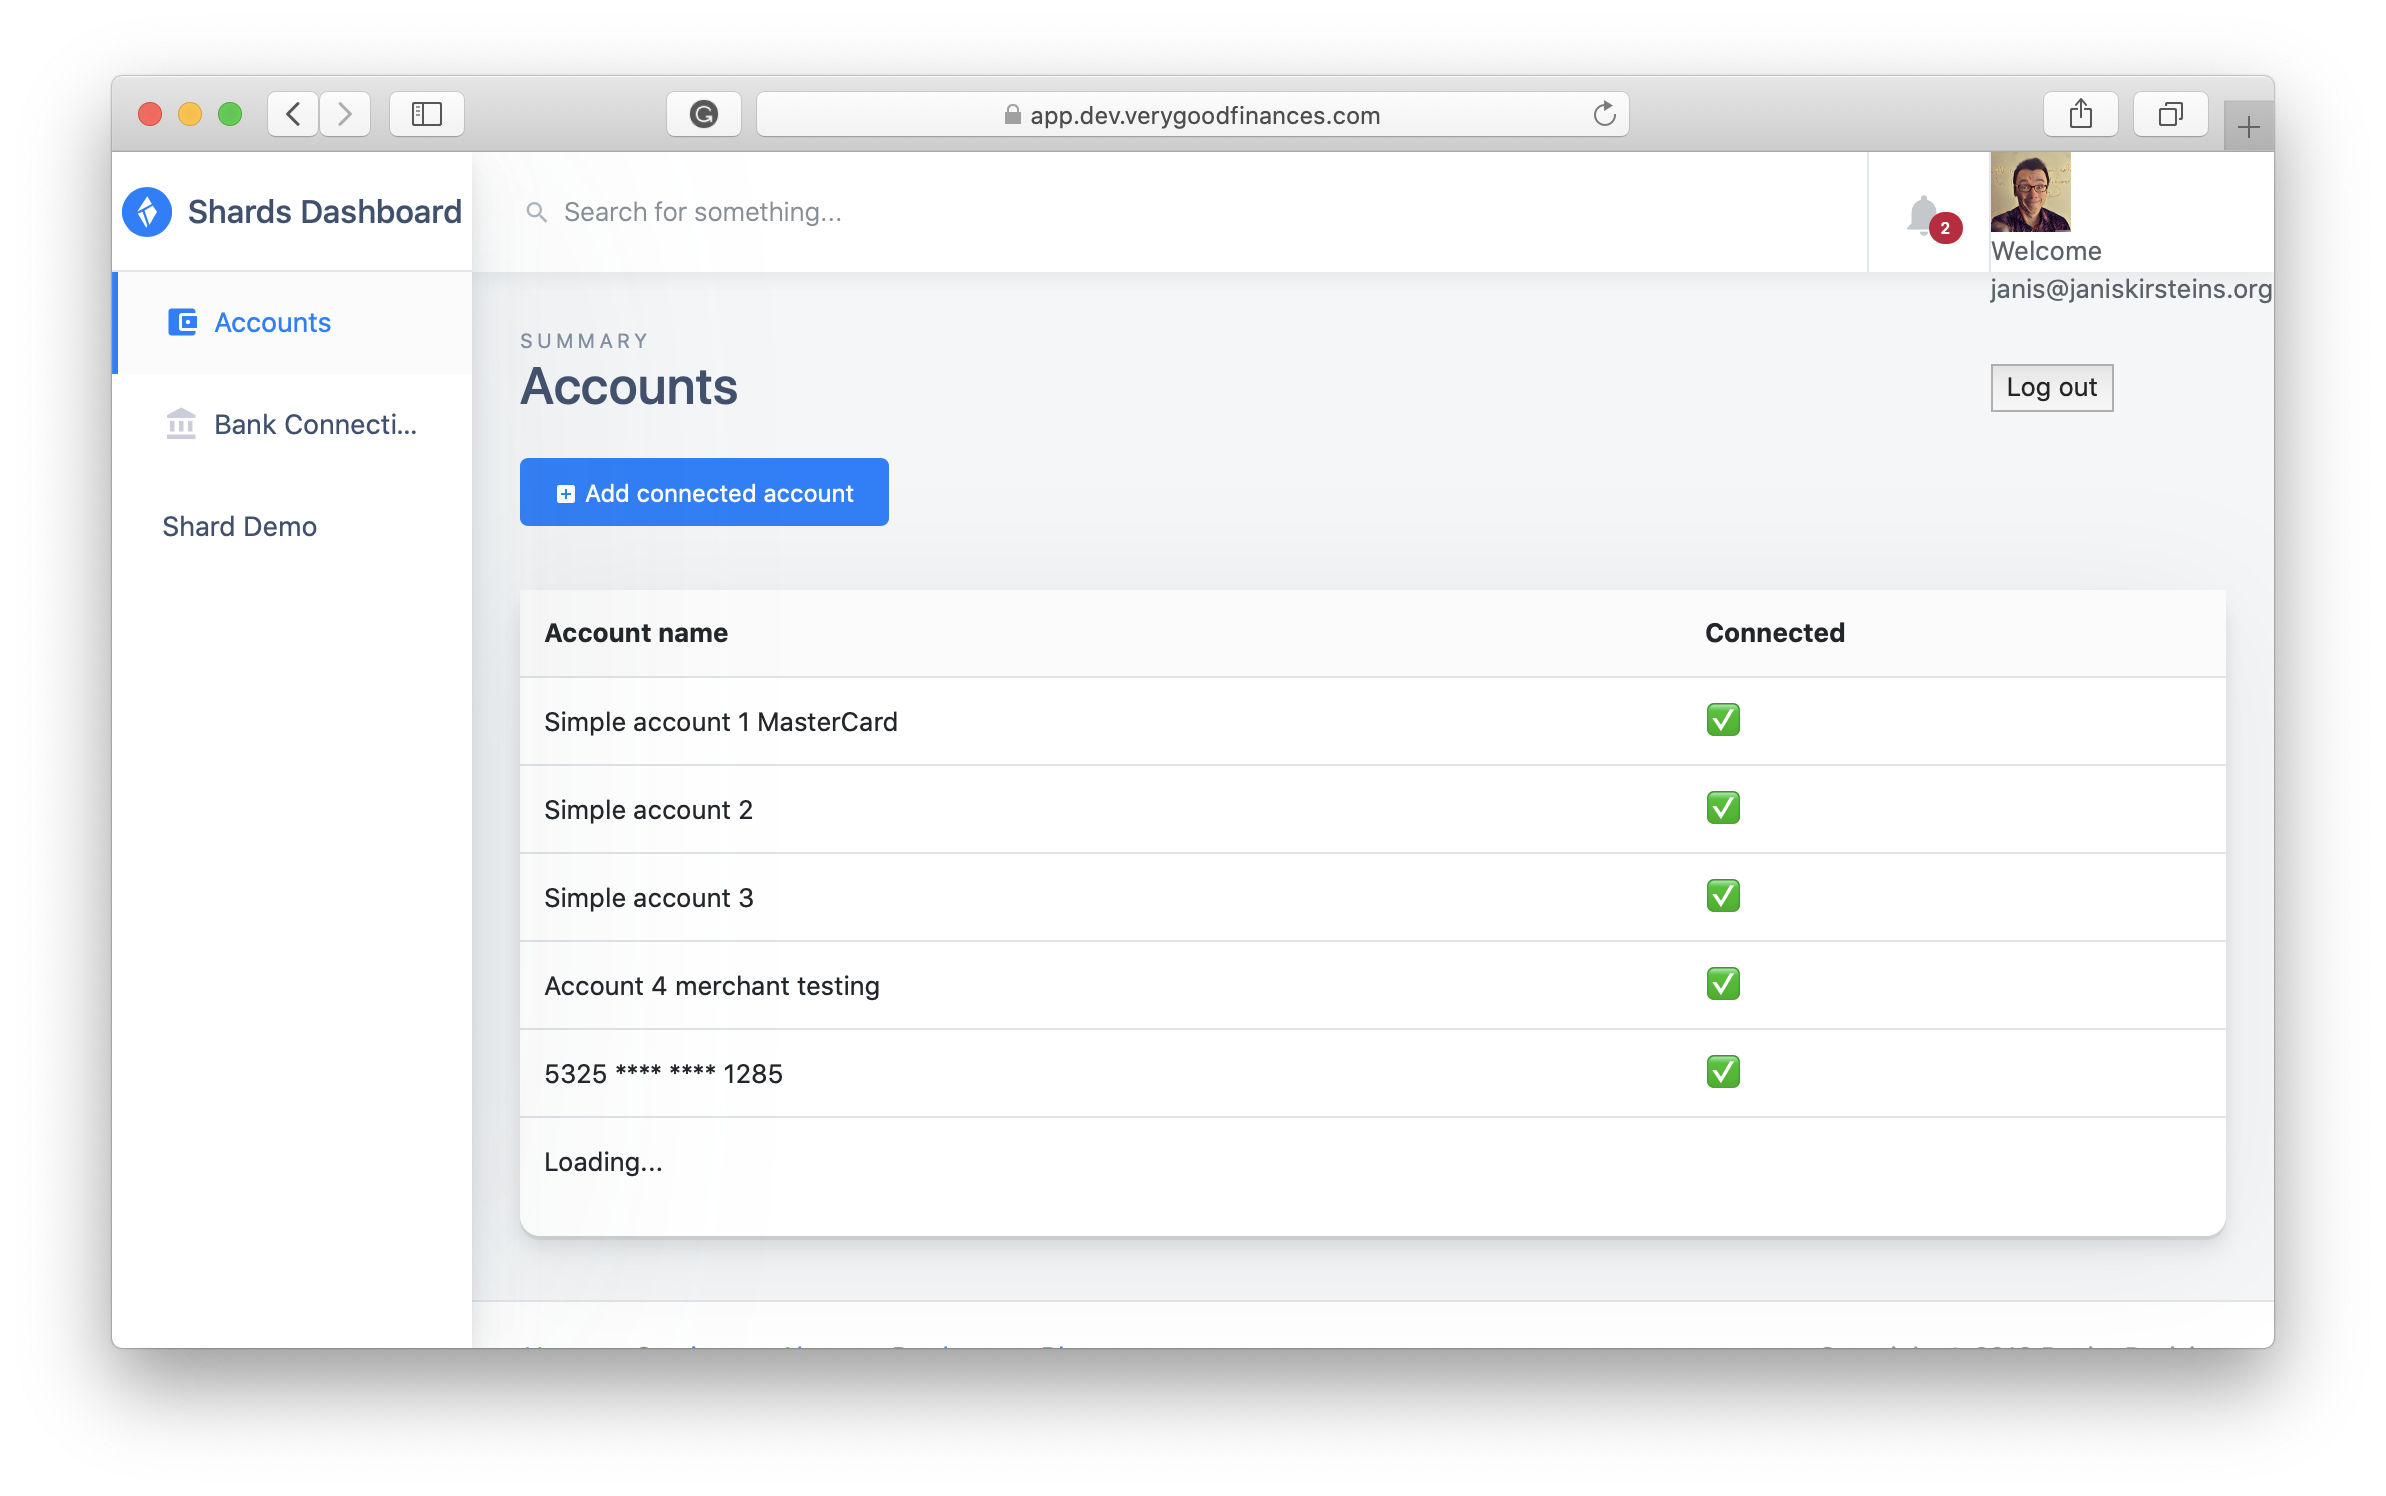 app.dev.verygoodfinances.com
Shards Dashboard
Search for something...
2
Welcome
janis@janiskirsteins.org
Log out
Accounts
Bank Connecti...
Shard Demo
SUMMARY
Accounts
Add connected account
Account name Connected
Simple account 1 MasterCard
Simple account 2
Simple account 3
Account 4 merchant testing
5325 **** **** 1285
Loading...